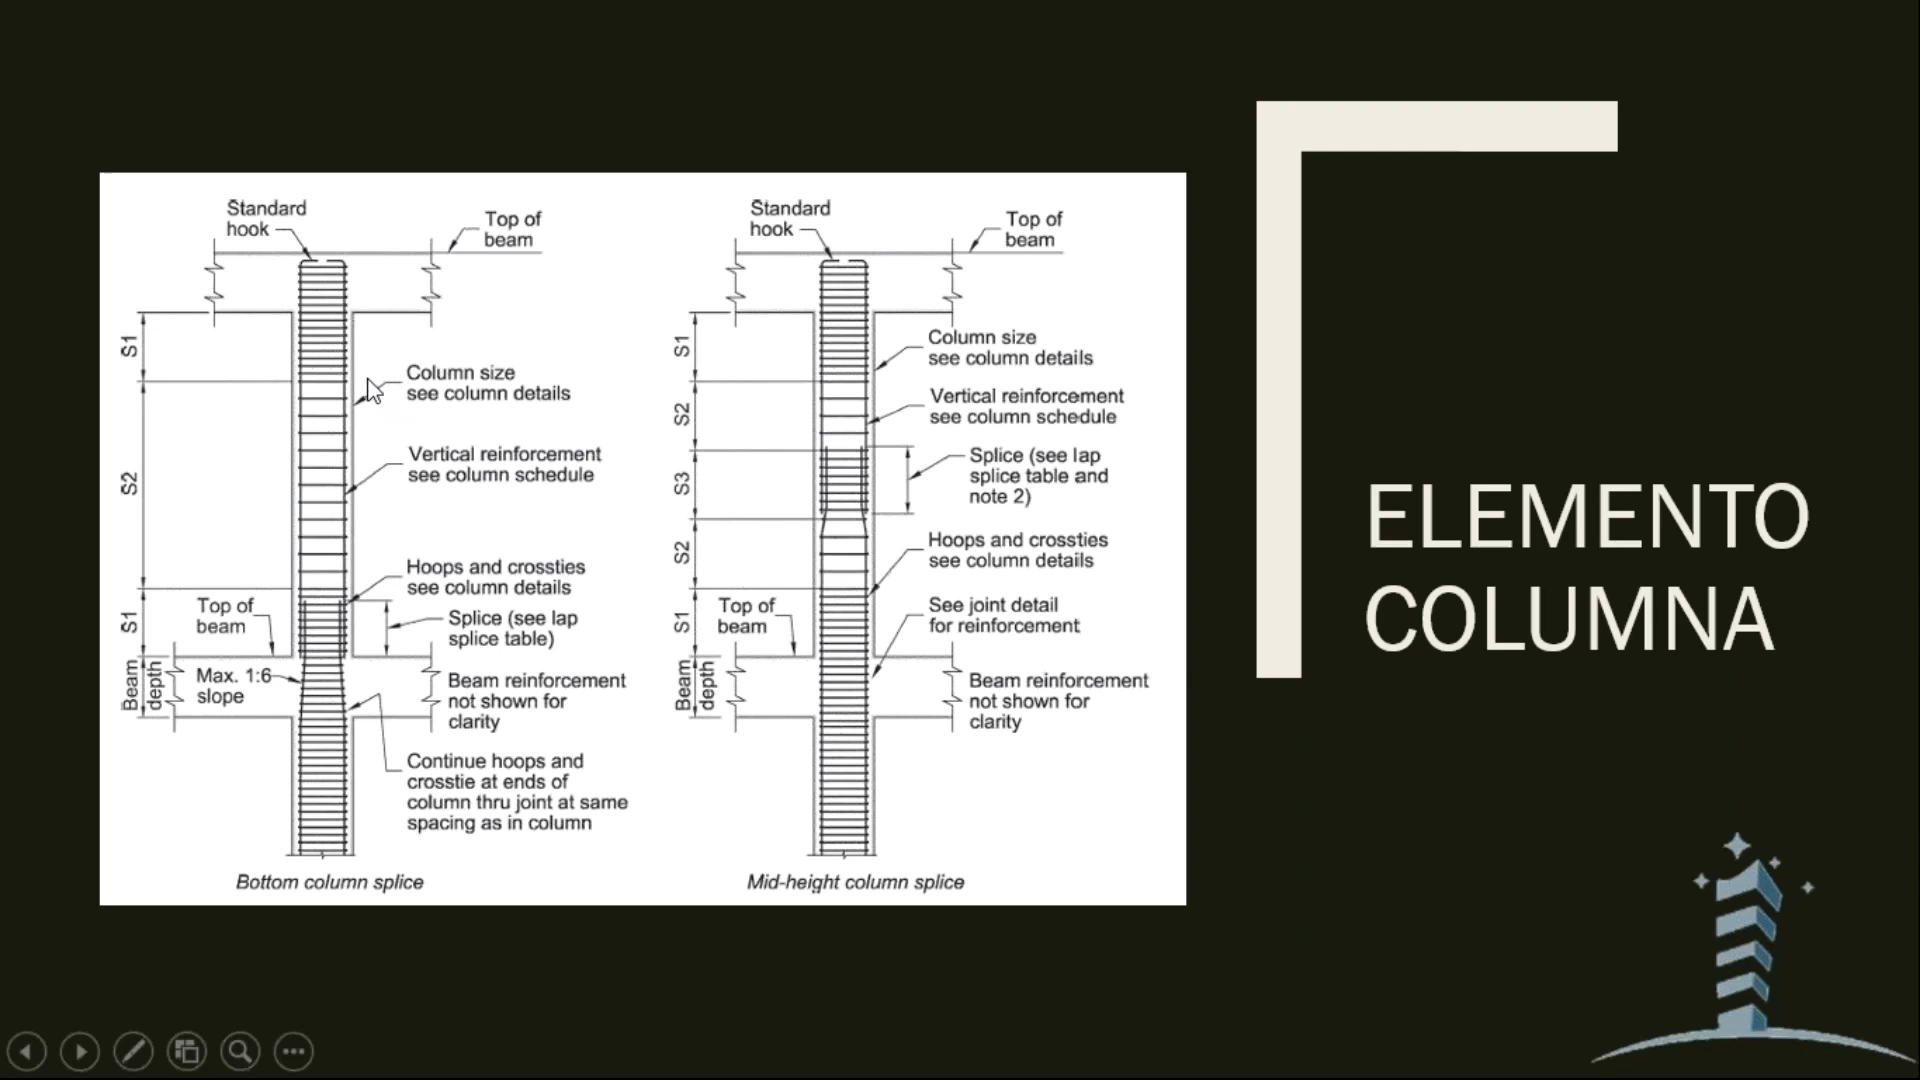 Standard
hook
Top of
beam
S1
Column size
see column details
S2
Vertical reinforcement
see column schedule
Hoops and crossties
see column details
S1
Top of
beam
Splice (see lap
splice table)
Beam
depth
Max. 1:6
slope
Beam reinforcement
not shown for
clarity
Continue hoops and
crosstie at ends of
column thru joint at same
spacing as in column
Bottom column splice
Standard
hook
Top of
beam
S1
Column size
see column details
S2
Vertical reinforcement
see column schedule
S3
Splice (see lap
splice table and
note 2)
S2
Hoops and crossties
see column details
S1
Top of
beam
See joint detail
for reinforcement
Beam
depth
Beam reinforcement
not shown for
clarity
Mid-height column splice
ELEMENTO
COLUMNA